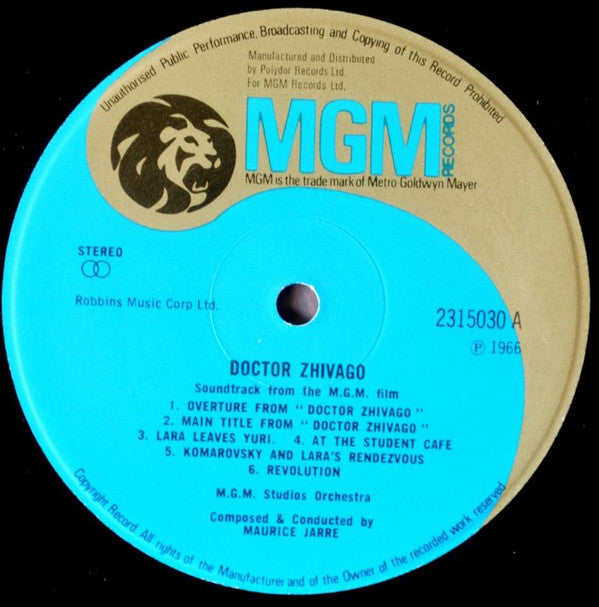 Unauthorised Public Performance, Broadcasting and Copying of this Record Prohibited
Manufactured and Distributed
by Polydor Records Ltd.
For MGM Records Ltd.
MGM
RECORDS
MGM is the trade mark of Metro Goldwyn Mayer
STEREO
Robbins Music Corp Ltd.
2315030 A
℗ 1966
DOCTOR ZHIVAGO
Soundtrack from the M.G.M. film
1. OVERTURE FROM "DOCTOR ZHIVAGO"
2. MAIN TITLE FROM "DOCTOR ZHIVAGO"
3. LARA LEAVES YURI. 4. AT THE STUDENT CAFE
5. KOMAROVSKY AND LARA'S RENDEZVOUS
6. REVOLUTION
M.G.M. Studios Orchestra
Composed & Conducted by
MAURICE JARRE
Copyright Record. All rights of the Manufacturer and of the Owner of the recorded work reserved